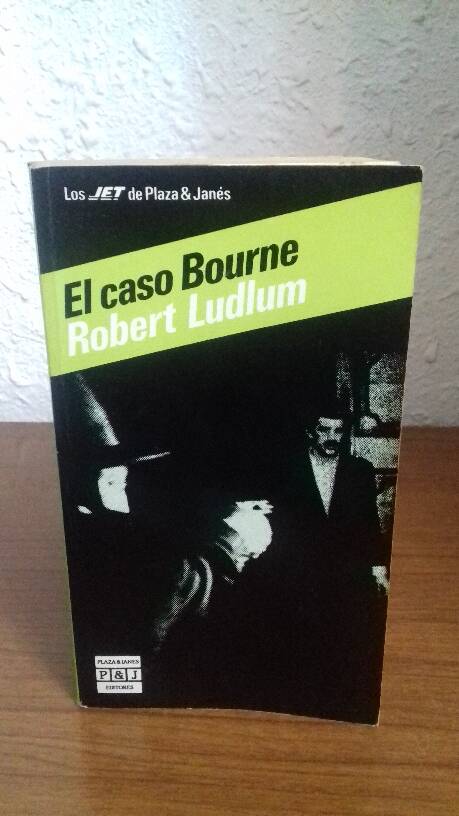 Los JET de Plaza & Janés
El caso Bourne
Robert Ludlum
PLAZA & JANES
P & J
EDITORES